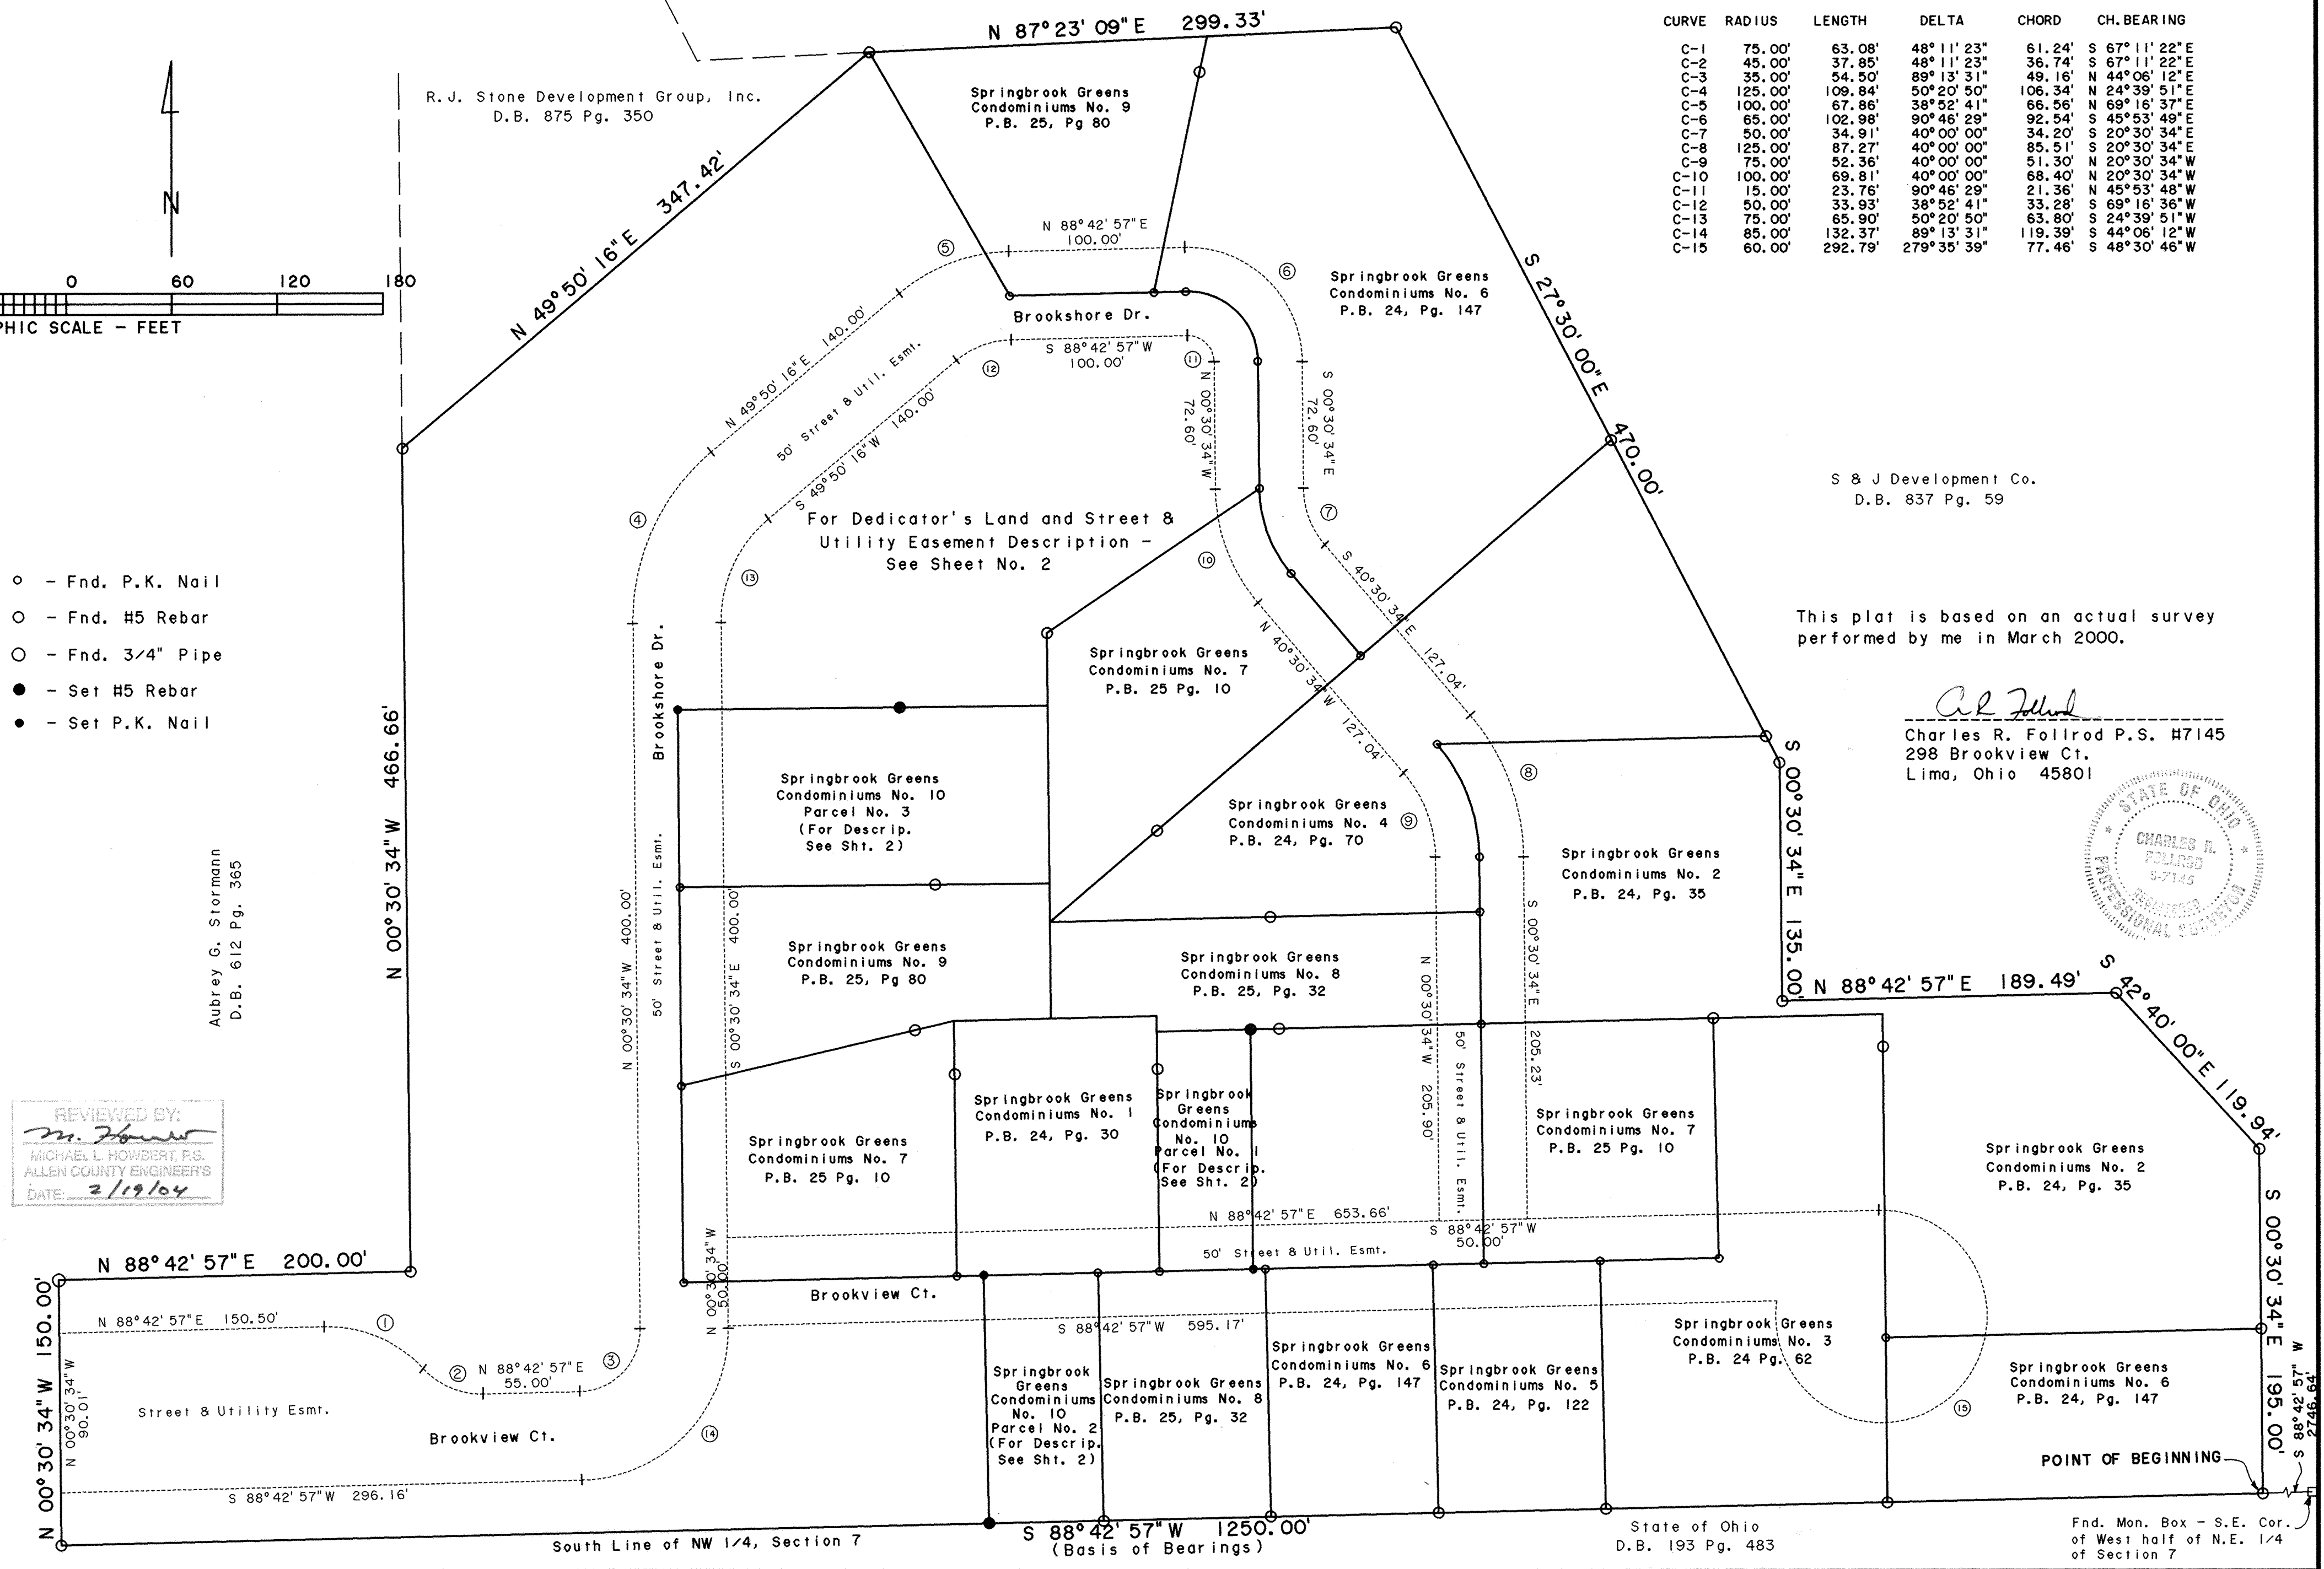 N 87°23'09"E 299.33'
CURVE RADIUS LENGTH DELTA CHORD CH.BEARING
C-1 75.00' 63.08' 48°11'23" 61.24' S 67°11'22"E
C-2 45.00' 37.85' 48°11'23" 36.74' S 67°11'22"E
C-3 35.00' 54.50' 89°13'31" 49.16' N 44°06'12"E
C-4 125.00' 109.84' 50°20'50" 106.34' N 24°39'51"E
C-5 100.00' 67.86' 38°52'41" 66.56' N 69°16'37"E
C-6 65.00' 102.98' 90°46'29" 92.54' S 45°53'49"E
C-7 50.00' 34.91' 40°00'00" 34.20' S 20°30'34"E
C-8 125.00' 87.27' 40°00'00" 85.51' S 20°30'34"E
C-9 75.00' 52.36' 40°00'00" 51.30' N 20°30'34"W
C-10 100.00' 69.81' 40°00'00" 68.40' N 20°30'34"W
C-11 15.00' 23.76' 90°46'29" 21.36' N 45°53'48"W
C-12 50.00' 33.93' 38°52'41" 33.28' S 69°16'36"W
C-13 75.00' 65.90' 50°20'50" 63.80' S 24°39'51"W
C-14 85.00' 132.37' 89°13'31" 119.39' S 44°06'12"W
C-15 60.00' 292.79' 279°35'39" 77.46' S 48°30'46"W
R.J. Stone Development Group, Inc.
D.B. 875 Pg. 350
Springbrook Greens
Condominiums No. 9
P.B. 25, Pg 80
N
0 60 120 180
PHIC SCALE - FEET
N 49°50'16"E 347.42'
N 88°42'57"E
100.00'
5
6
Springbrook Greens
Condominiums No. 6
P.B. 24, Pg. 147
S 27°30'00"E 470.00'
Brookshore Dr.
S 88°42'57"W
100.00'
11
12
N 49°50'16"E 140.00'
50' Street & Util. Esmt.
S 49°50'16"W 140.00'
N 00°30'34"W
72.60'
S 00°30'34"E
72.60'
S & J Development Co.
D.B. 837 Pg. 59
4
7
10
13
For Dedicator's Land and Street &
Utility Easement Description -
See Sheet No. 2
- Fnd. P.K. Nail
- Fnd. #5 Rebar
- Fnd. 3/4" Pipe
- Set #5 Rebar
- Set P.K. Nail
S 40°30'34"E 127.04'
N 40°30'34"W 127.04'
This plat is based on an actual survey
performed by me in March 2000.
Springbrook Greens
Condominiums No. 7
P.B. 25 Pg. 10
Brookshore Dr.
C R Follrod
Charles R. Follrod P.S. #7145
298 Brookview Ct.
Lima, Ohio 45801
STATE OF OHIO
CHARLES R.
FOLLROD
S-7145
REGISTERED
PROFESSIONAL SURVEYOR
N 00°30'34"W 466.66'
Springbrook Greens
Condominiums No. 10
Parcel No. 3
(For Descrip.
See Sht. 2)
8
9
Springbrook Greens
Condominiums No. 4
P.B. 24, Pg. 70
S 00°30'34"E 135.00'
Springbrook Greens
Condominiums No. 2
P.B. 24, Pg. 35
Aubrey G. Stormann
D.B. 612 Pg. 365
N 00°30'34"W 400.00'
50' Street & Util. Esmt.
S 00°30'34"E 400.00'
Springbrook Greens
Condominiums No. 9
P.B. 25, Pg 80
Springbrook Greens
Condominiums No. 8
P.B. 25, Pg. 32
N 00°30'34"W 205.90'
50' Street & Util. Esmt.
S 00°30'34"E 205.23'
N 88°42'57"E 189.49'
S 42°40'00"E 119.94'
REVIEWED BY:
MICHAEL L. HOWBERT, P.S.
ALLEN COUNTY ENGINEER'S
DATE: 2/19/04
Springbrook Greens
Condominiums No. 7
P.B. 25 Pg. 10
Springbrook Greens
Condominiums No. 1
P.B. 24, Pg. 30
Springbrook
Greens
Condominiums
No. 10
Parcel No. 1
(For Descrip.
See Sht. 2)
Springbrook Greens
Condominiums No. 7
P.B. 25 Pg. 10
Springbrook Greens
Condominiums No. 2
P.B. 24, Pg. 35
N 88°42'57"E 653.66'
S 88°42'57"W
50.00'
50' Street & Util. Esmt.
N 00°30'34"W
50.00'
N 88°42'57"E 200.00'
N 00°30'34"W 150.00'
Brookview Ct.
N 88°42'57"E 150.50'
1
2
3
N 88°42'57"E
55.00'
S 88°42'57"W 595.17'
N 00°30'34"W
90.01'
Street & Utility Esmt.
Brookview Ct.
14
S 88°42'57"W 296.16'
Springbrook
Greens
Condominiums
No. 10
Parcel No. 2
(For Descrip.
See Sht. 2)
Springbrook Greens
Condominiums No. 8
P.B. 25, Pg. 32
Springbrook Greens
Condominiums No. 6
P.B. 24, Pg. 147
Springbrook Greens
Condominiums No. 5
P.B. 24, Pg. 122
Springbrook Greens
Condominiums No. 3
P.B. 24 Pg. 62
15
Springbrook Greens
Condominiums No. 6
P.B. 24, Pg. 147
S 00°30'34"E 195.00'
S 88°42'57" W
2746.64'
POINT OF BEGINNING
South Line of NW 1/4, Section 7
S 88°42'57"W 1250.00'
(Basis of Bearings)
State of Ohio
D.B. 193 Pg. 483
Fnd. Mon. Box - S.E. Cor.
of West half of N.E. 1/4
of Section 7